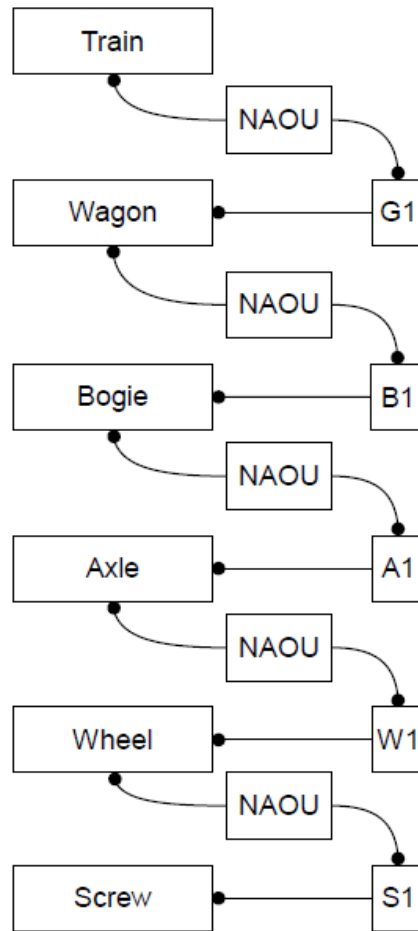 Train
NAOU
Wagon
G1
NAOU
Bogie
B1
NAOU
Axle
A1
NAOU
Wheel
W1
NAOU
Screw
S1